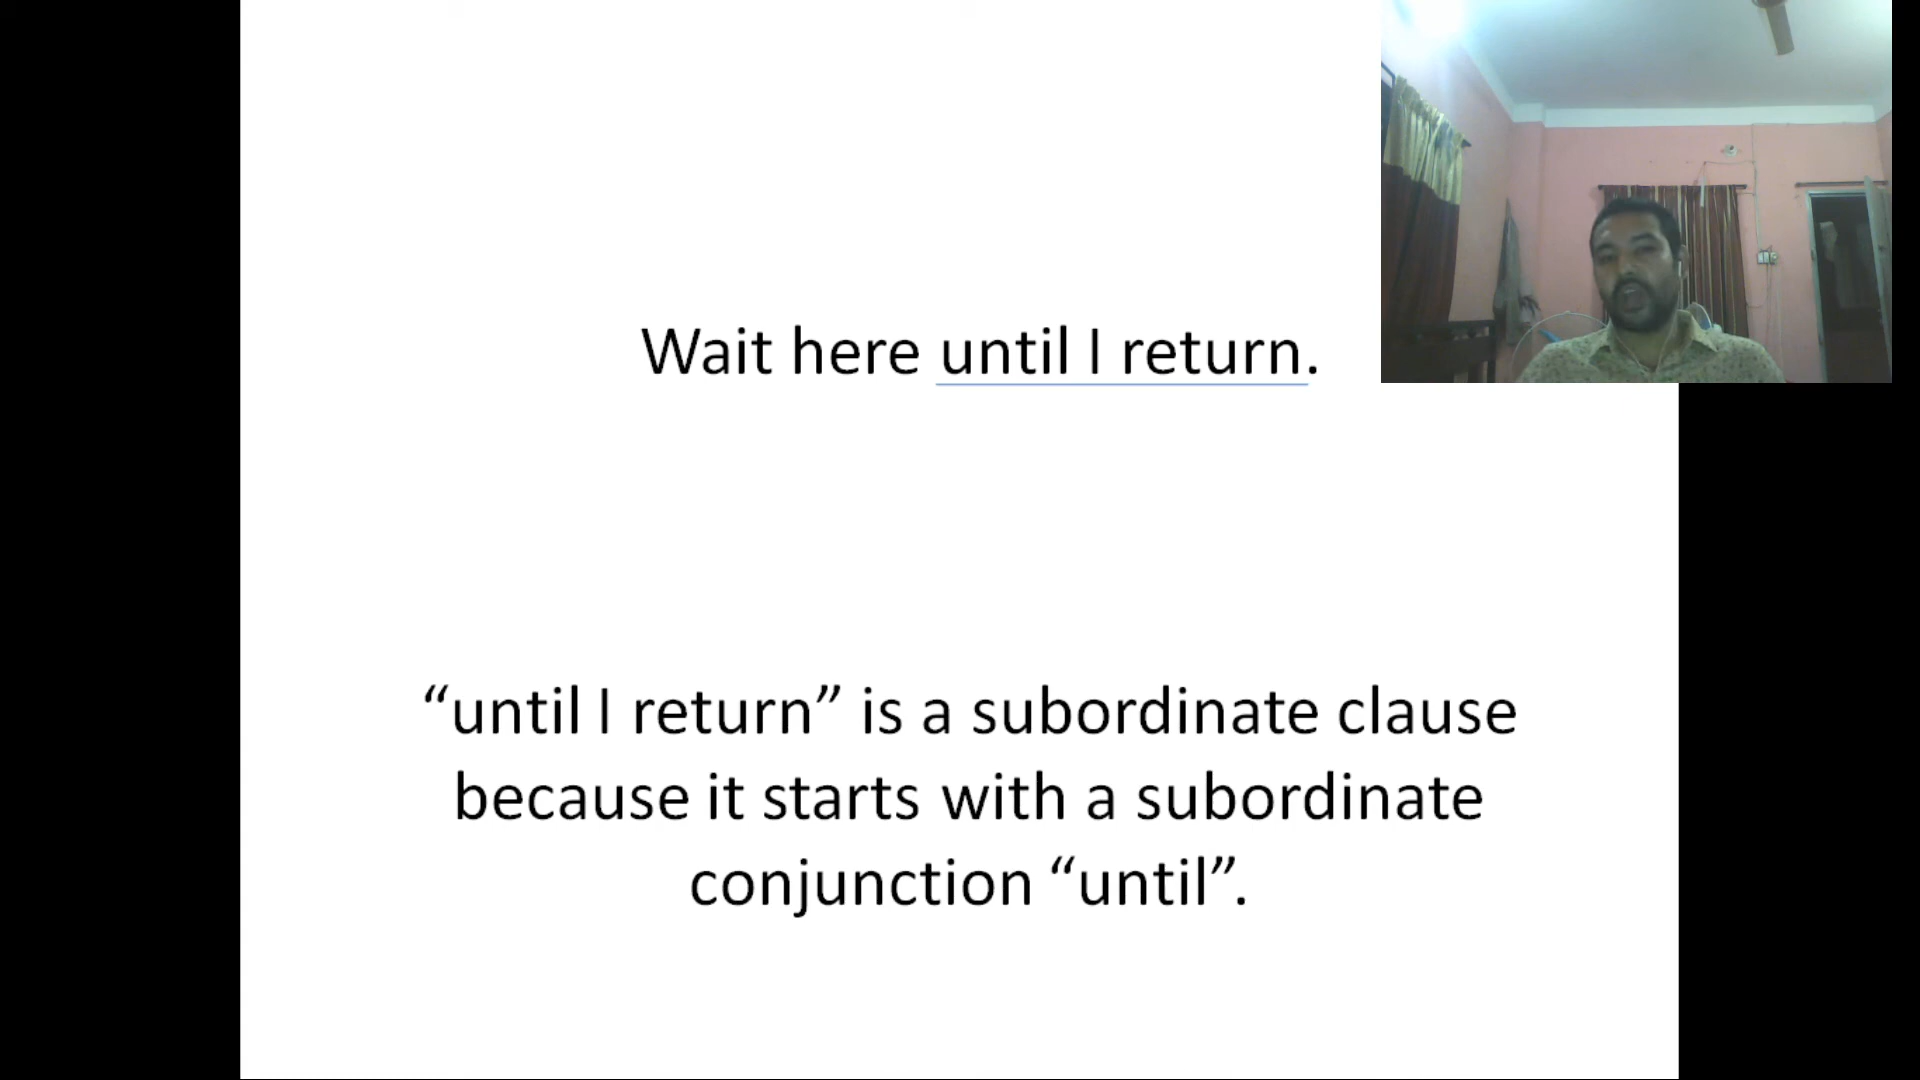 Wait here until I return.
“until I return” is a subordinate clause
because it starts with a subordinate
conjunction “until”.